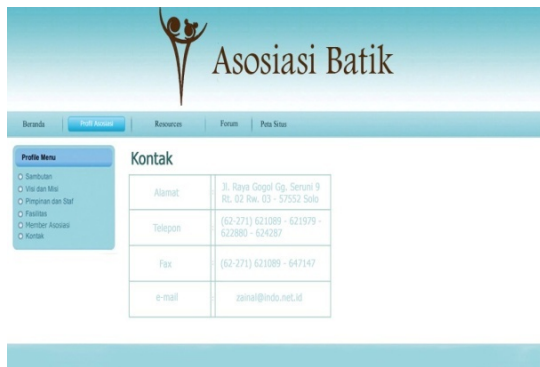 Asosiasi Batik
Beranda
Profil Asosiasi
Resources
Forum
Peta Situs
Profile Menu
Sambutan
Visi dan Misi
Pimpinan dan Staf
Fasilitas
Member Asosiasi
Kontak
Kontak
Alamat : Jl. Raya Gogol Gg. Seruni 9
Rt. 02 Rw. 03 - 57552 Solo
Telepon : (62-271) 621089 - 621979 -
622880 - 624287
Fax : (62-271) 621089 - 647147
e-mail : zainal@indo.net.id